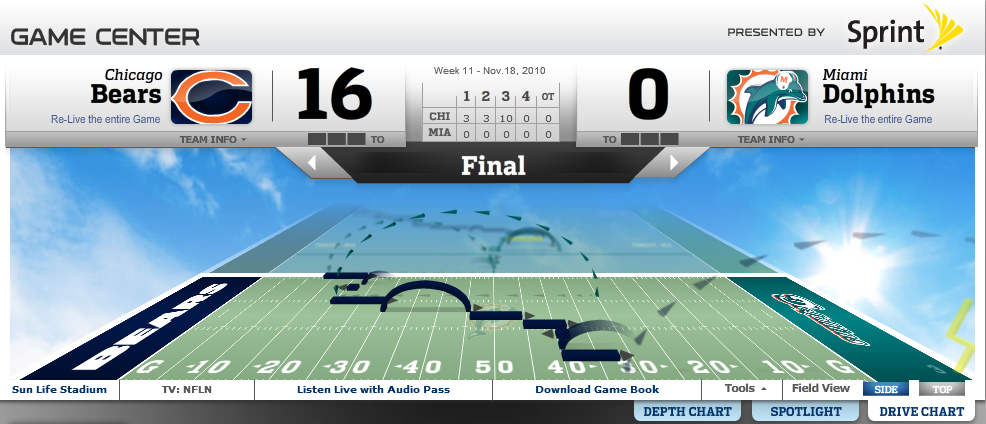 GAME CENTER
PRESENTED BY Sprint
Chicago
Bears
Re-Live the entire Game
16
Week 11 - Nov.18, 2010
1 2 3 4 OT
CHI 3 3 10 0 0
MIA 0 0 0 0 0
0
Miami
Dolphins
Re-Live the entire Game
TEAM INFO TO
TO TEAM INFO
Final
BEARS
G -10 -20 -30 -40 50 40- 30- 20- 10- G
Sun Life Stadium TV: NFLN Listen Live with Audio Pass Download Game Book Tools Field View SIDE TOP
DEPTH CHART SPOTLIGHT DRIVE CHART